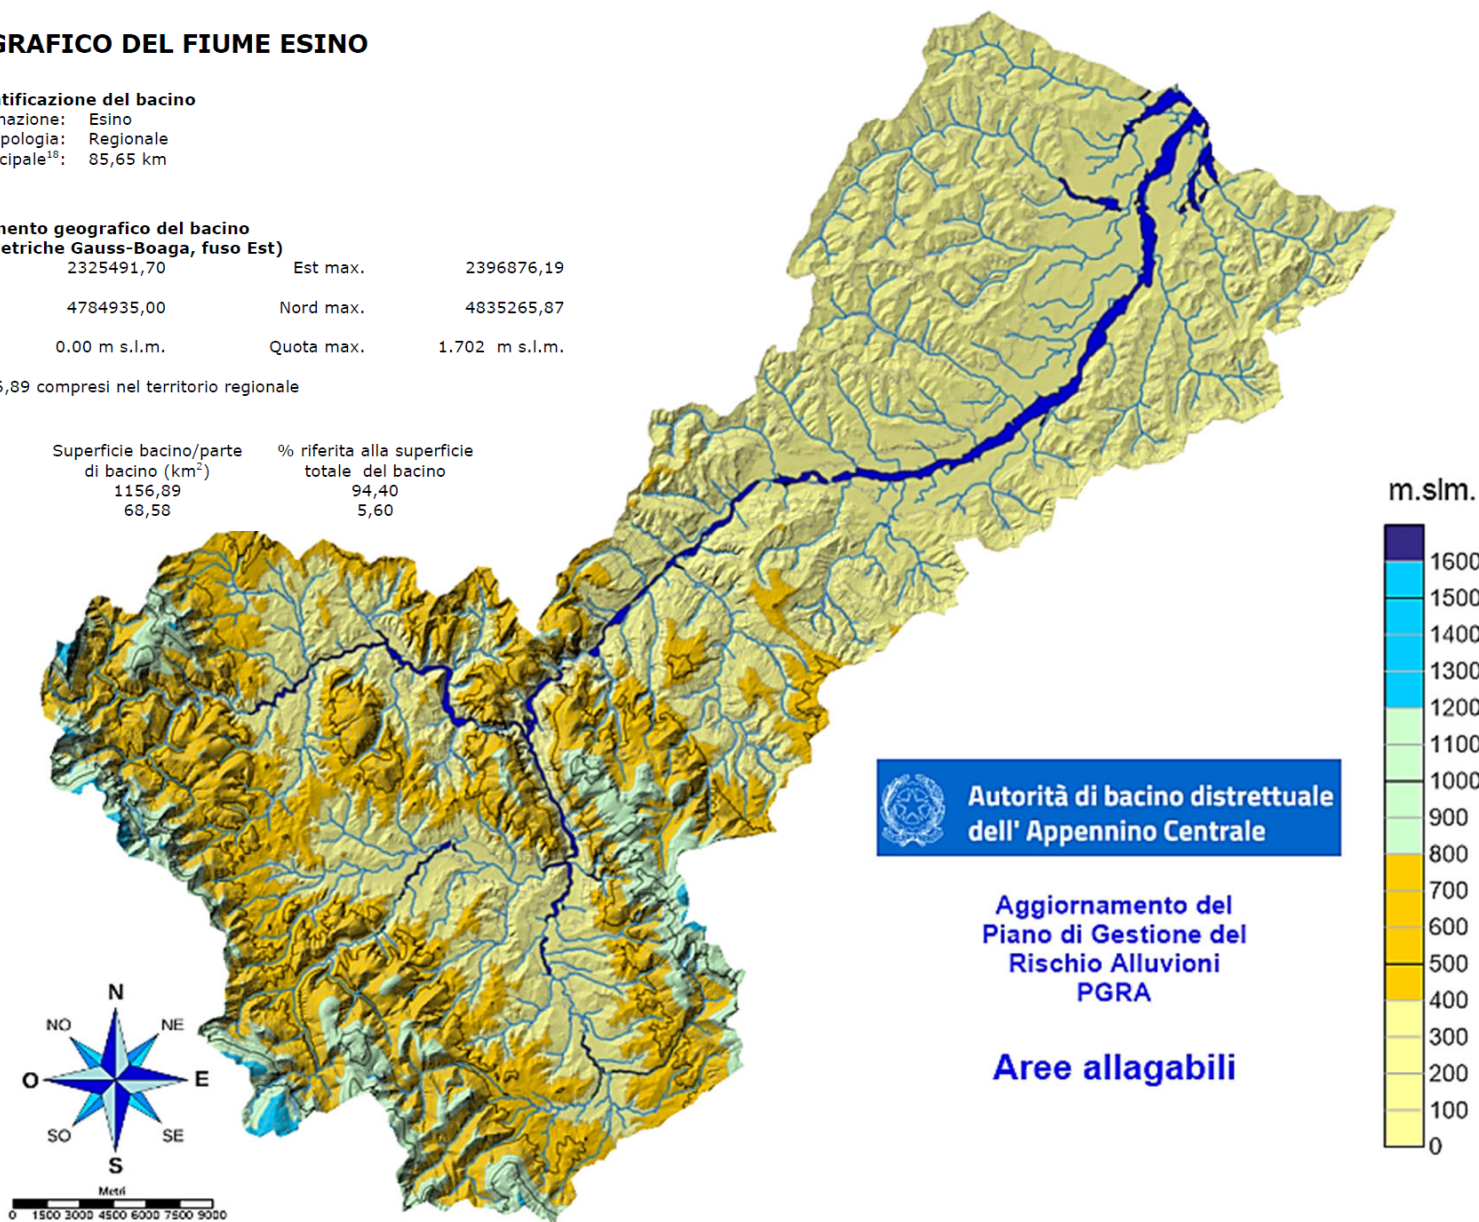 GRAFICO DEL FIUME ESINO
tificazione del bacino
nazione: Esino
pologia: Regionale
cipale18: 85,65 km
mento geografico del bacino
etriche Gauss-Boaga, fuso Est)
2325491,70 Est max. 2396876,19
4784935,00 Nord max. 4835265,87
0.00 m s.l.m. Quota max. 1.702 m s.l.m.
5,89 compresi nel territorio regionale
Superficie bacino/parte % riferita alla superficie
di bacino (km2) totale del bacino
1156,89 94,40
68,58 5,60
m.slm.
1600
1500
1400
1300
1200
1100
1000
900
800
700
600
500
400
300
200
100
0
Autorità di bacino distrettuale
dell' Appennino Centrale
Aggiornamento del
Piano di Gestione del
Rischio Alluvioni
PGRA
Aree allagabili
N
NO NE
O E
SO SE
S
Metri
0 1500 3000 4500 6000 7500 9000